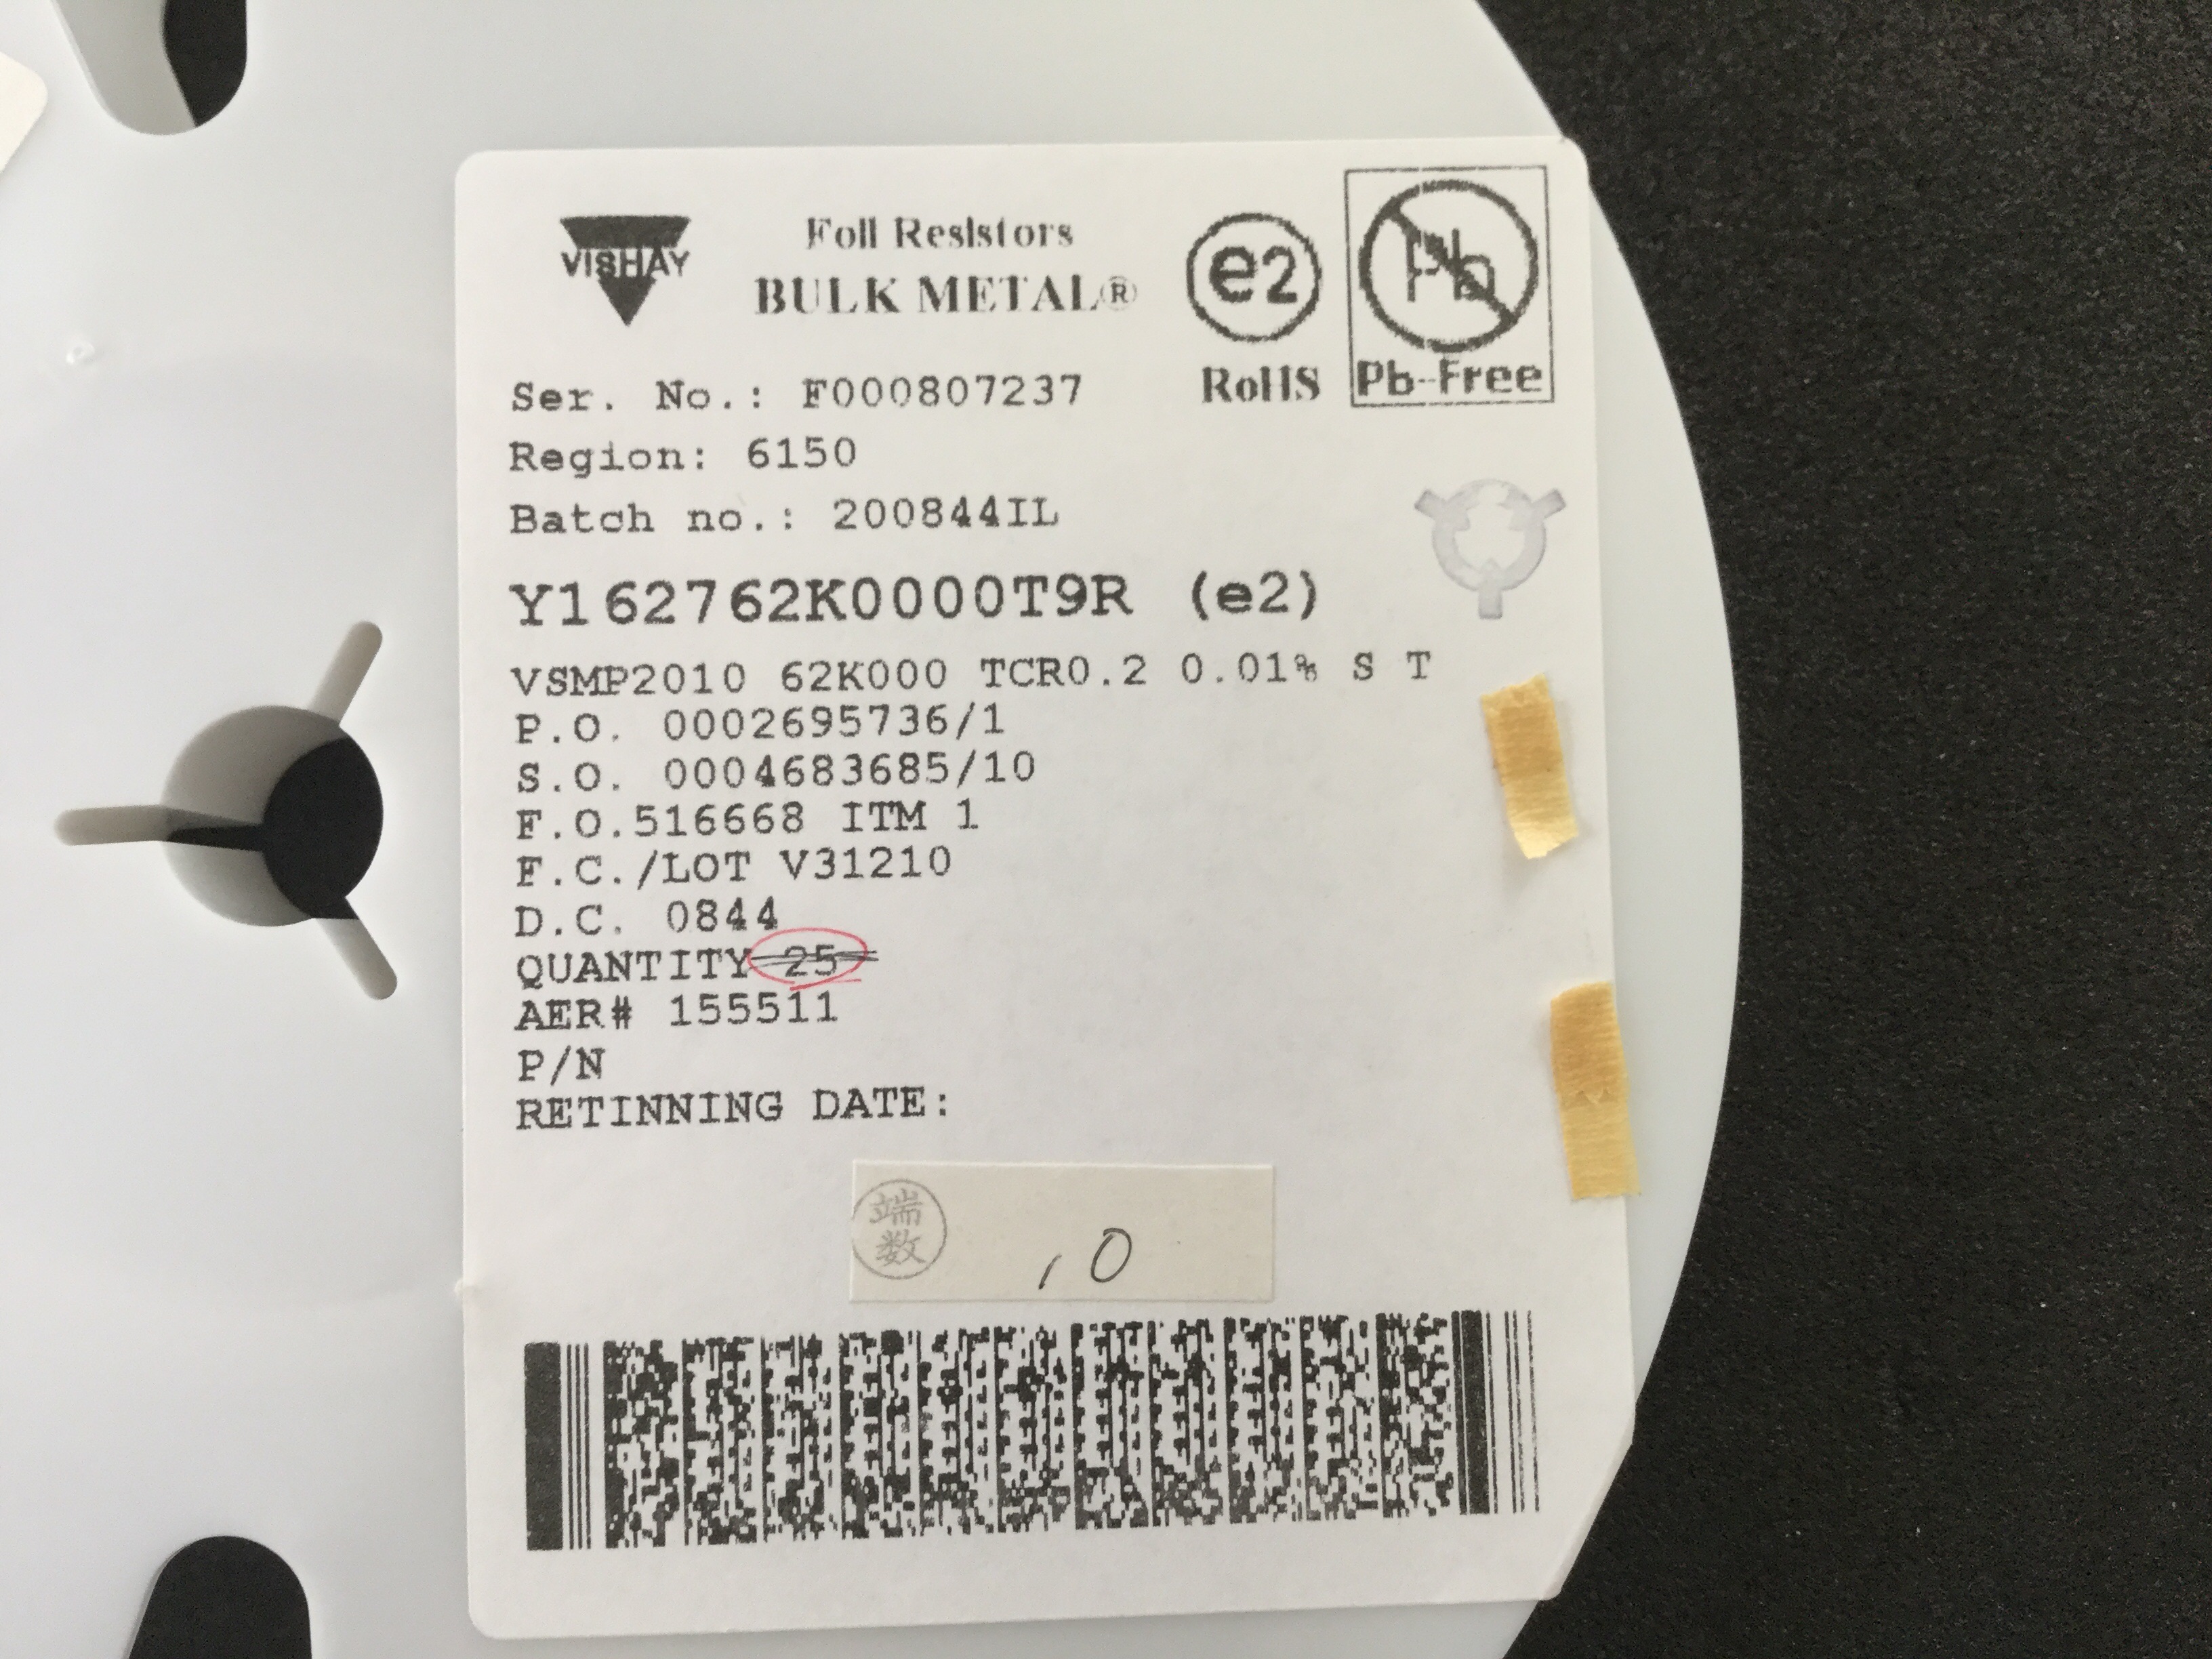 VISHAY
Foil Resistors
BULK METAL®
e2
RoHS
Pb
Pb-Free
Ser. No.: F000807237
Region: 6150
Batch no.: 200844IL
Y162762K0000T9R (e2)
VSMP2010 62K000 TCR0.2 0.01% S T
P.O. 0002695736/1
S.O. 0004683685/10
F.O.516668 ITM 1
F.C./LOT V31210
D.C. 0844
QUANTITY 25
AER# 155511
P/N
RETINNING DATE:
端数
10